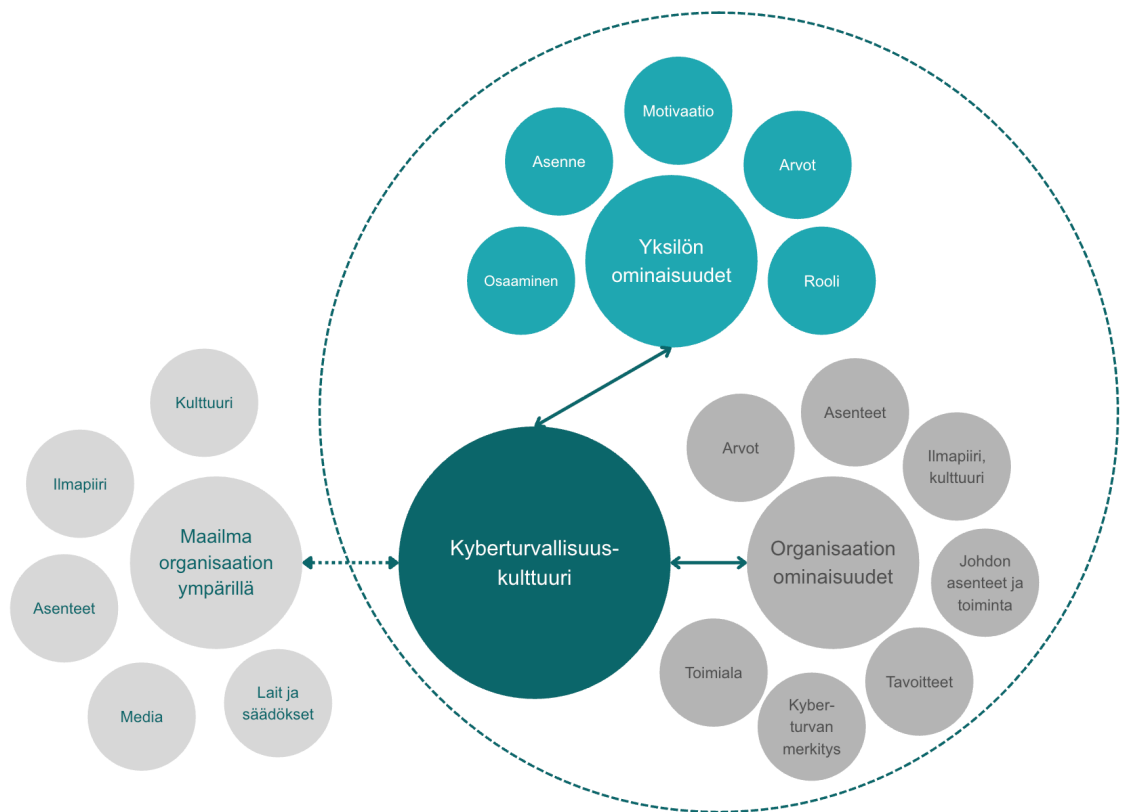 Motivaatio
Asenne
Arvot
Yksilön
ominaisuudet
Osaaminen
Rooli
Kulttuuri
Ilmapiiri
Maailma
organisaation
ympärillä
Asenteet
Media
Lait ja
säädökset
Kyberturvallisuus-
kulttuuri
Arvot
Asenteet
Ilmapiiri,
kulttuuri
Organisaation
ominaisuudet
Johdon
asenteet ja
toiminta
Toimiala
Kyber-
turvan
merkitys
Tavoitteet